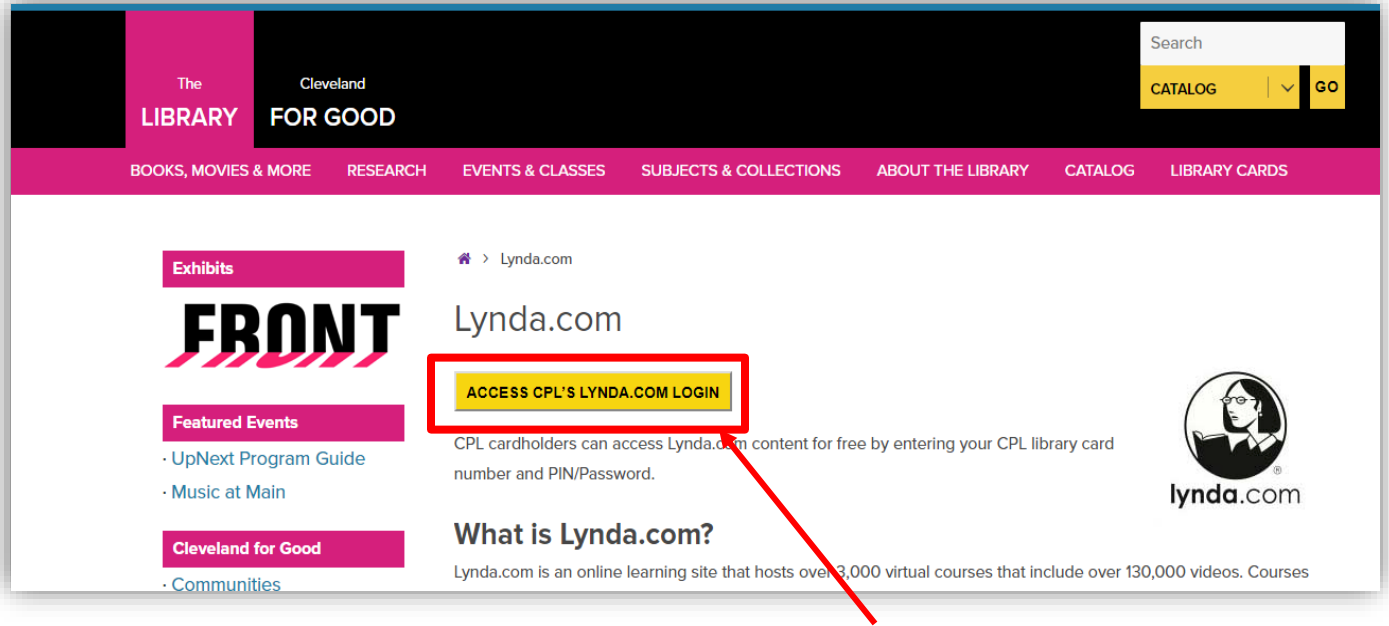 The
LIBRARY
Cleveland
FOR GOOD
Search
CATALOG
GO
BOOKS, MOVIES & MORE RESEARCH EVENTS & CLASSES SUBJECTS & COLLECTIONS ABOUT THE LIBRARY CATALOG LIBRARY CARDS
Exhibits
FRONT
Featured Events
· UpNext Program Guide
· Music at Main
Cleveland for Good
· Communities
> Lynda.com
Lynda.com
ACCESS CPL'S LYNDA.COM LOGIN
CPL cardholders can access Lynda.com content for free by entering your CPL library card
number and PIN/Password.
What is Lynda.com?
Lynda.com is an online learning site that hosts over 3,000 virtual courses that include over 130,000 videos. Courses
®
lynda.com